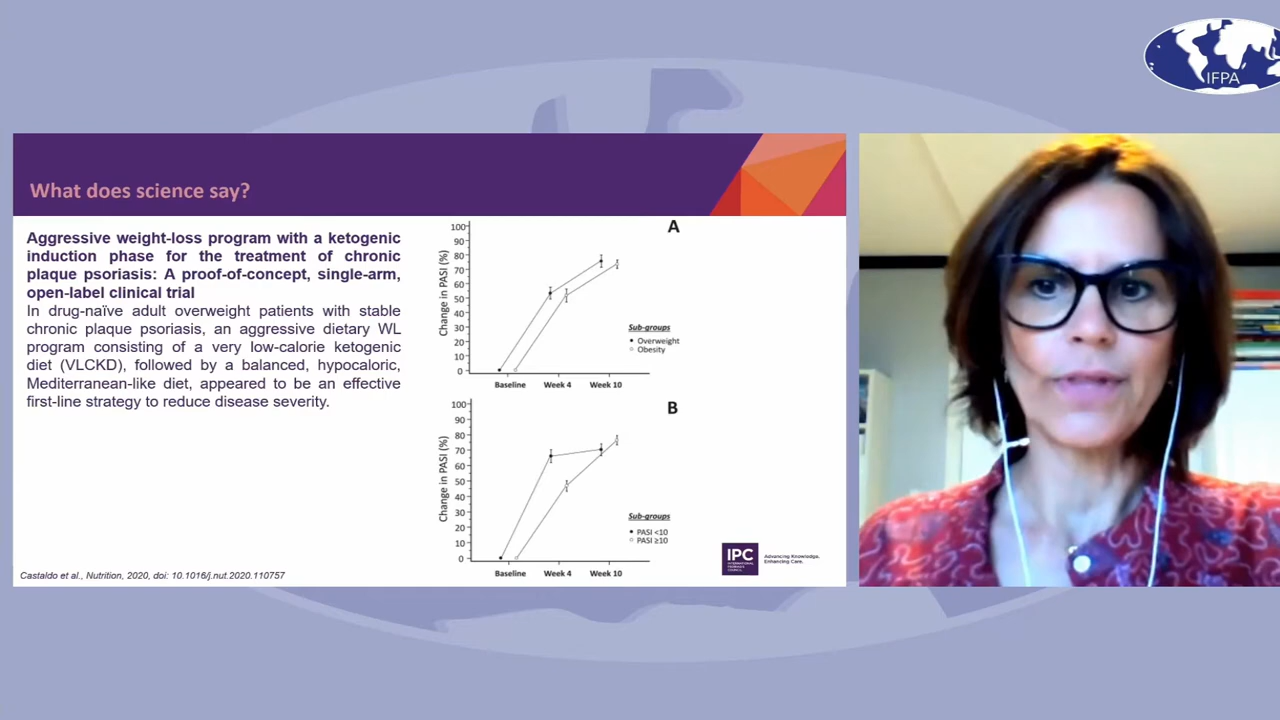 IFPA
What does science say?
Aggressive weight-loss program with a ketogenic
induction phase for the treatment of chronic
plaque psoriasis: A proof-of-concept, single-arm,
open-label clinical trial
In drug-naïve adult overweight patients with stable
chronic plaque psoriasis, an aggressive dietary WL
program consisting of a very low-calorie ketogenic
diet (VLCKD), followed by a balanced, hypocaloric,
Mediterranean-like diet, appeared to be an effective
first-line strategy to reduce disease severity.
Castaldo et al., Nutrition, 2020, doi: 10.1016/j.nut.2020.110757
A
Change in PASI (%)
100
90
80
70
60
50
40
30
20
10
0
Baseline Week 4 Week 10
Sub-groups
Overweight
Obesity
B
Change in PASI (%)
100
90
80
70
60
50
40
30
20
10
0
Baseline Week 4 Week 10
Sub-groups
PASI <10
PASI ≥10
IPC
INTERNATIONAL
PSORIASIS
COUNCIL
Advancing Knowledge.
Enhancing Care.